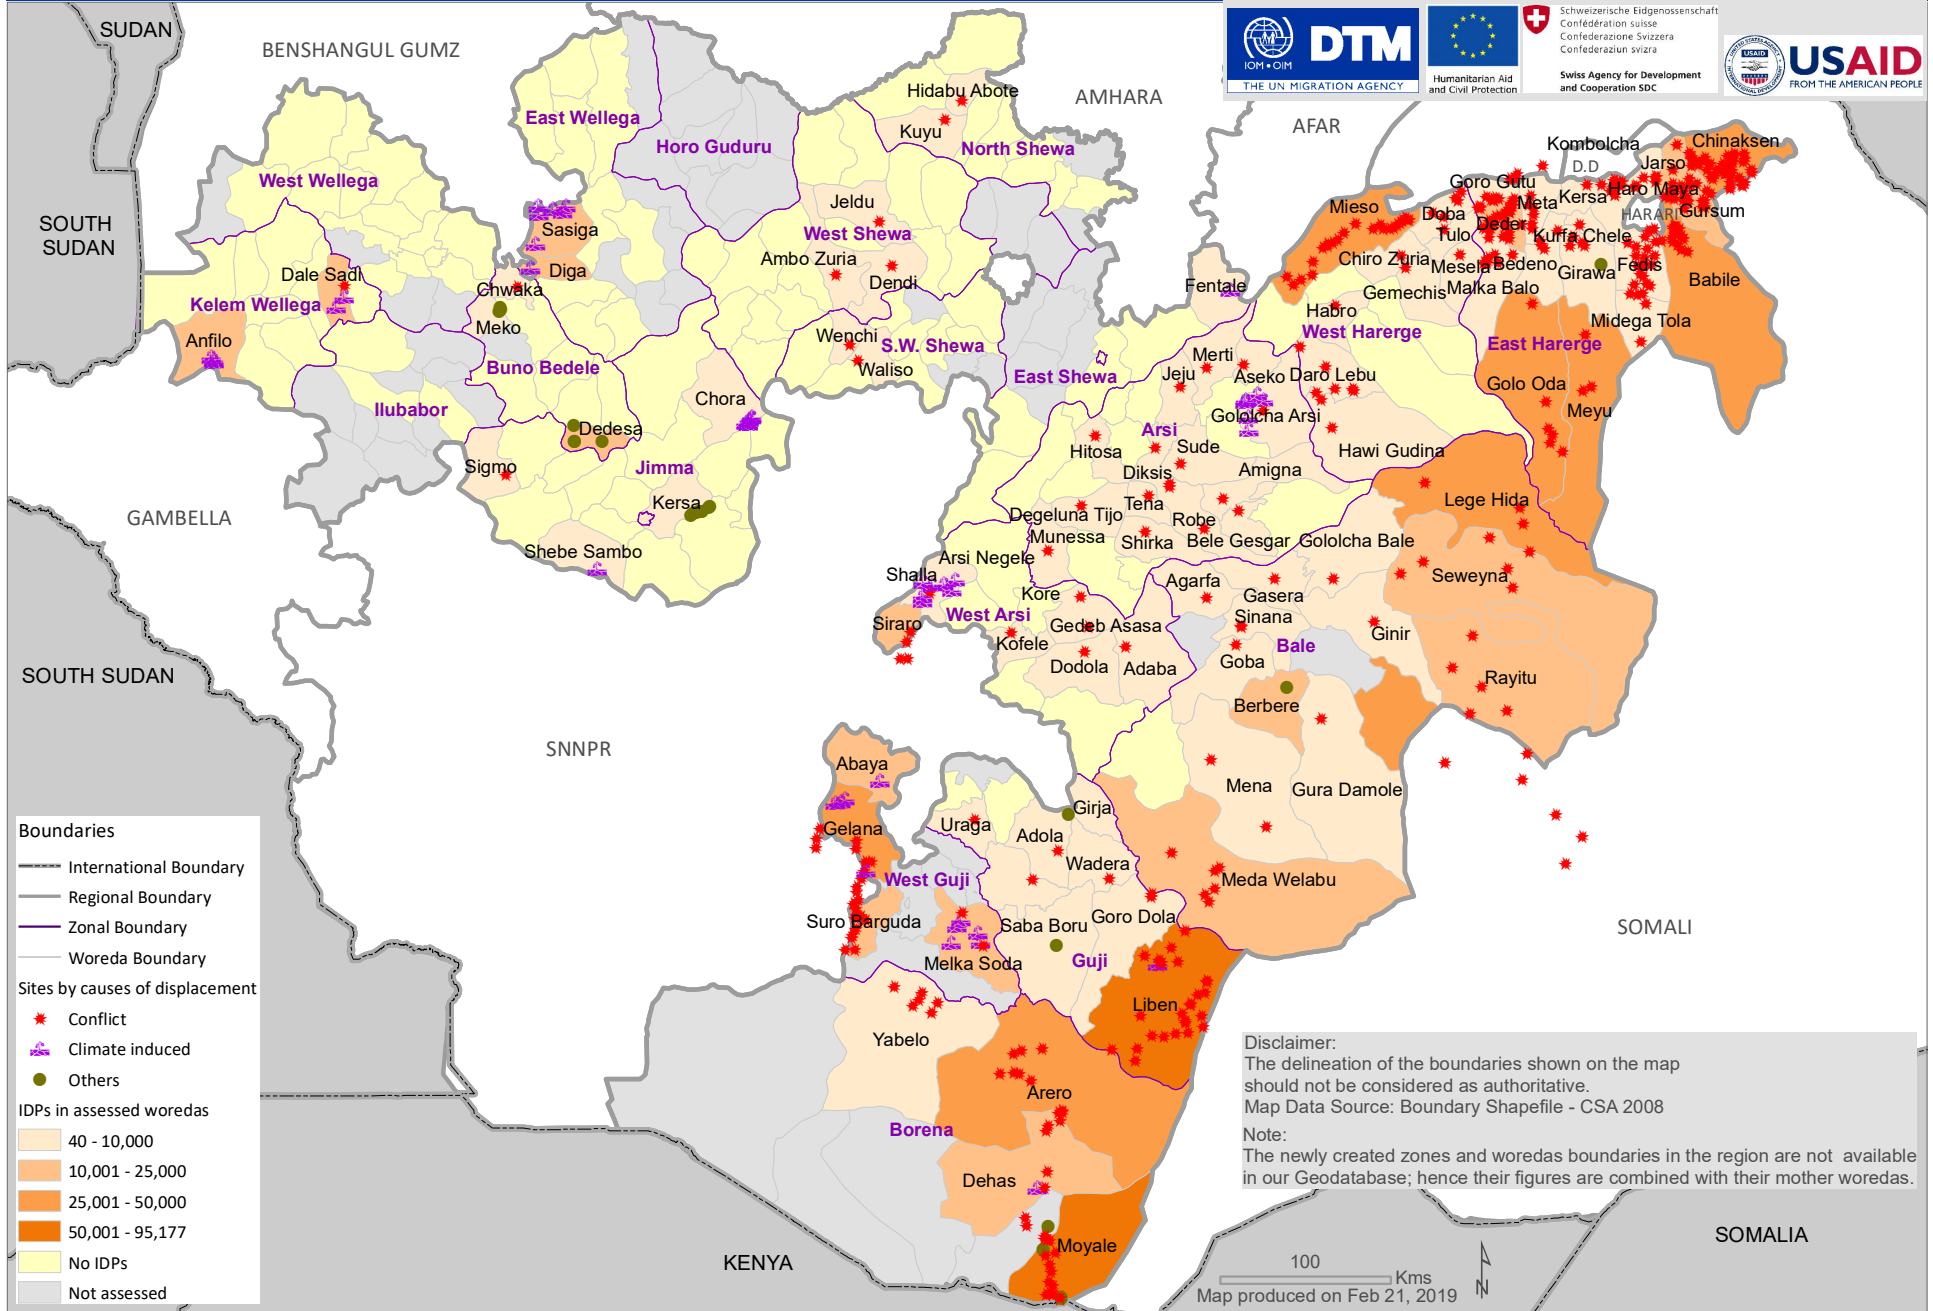 SUDAN
BENSHANGUL GUMZ
AMHARA
AFAR
SOUTH
SUDAN
SOUTH SUDAN
GAMBELLA
SNNPR
KENYA
SOMALI
SOMALIA
D.D
HARARI
IOM • OIM
DTM
THE UN MIGRATION AGENCY
Humanitarian Aid
and Civil Protection
Schweizerische Eidgenossenschaft
Confédération suisse
Confederazione Svizzera
Confederaziun svizra
Swiss Agency for Development
and Cooperation SDC
USAID
USAID
FROM THE AMERICAN PEOPLE
East Wellega
Horo Guduru
West Wellega
North Shewa
West Shewa
Kelem Wellega
Buno Bedele
Ilubabor
Jimma
S.W. Shewa
East Shewa
West Harerge
East Harerge
Arsi
West Arsi
Bale
West Guji
Guji
Borena
Hidabu Abote
Kuyu
Jeldu
Ambo Zuria
Dendi
Wenchi
Waliso
Sasiga
Diga
Dale Sadi
Chwaka
Meko
Anfilo
Chora
Dedesa
Sigmo
Kersa
Shebe Sambo
Fentale
Mieso
Kombolcha
Chinaksen
Jarso
Goro Gutu
Meta
Kersa
Haro Maya
Gursum
Doba
Deder
Tulo
Kurfa Chele
Chiro Zuria
Mesela
Bedeno
Girawa
Fedis
Babile
Gemechis
Malka Balo
Habro
Midega Tola
Merti
Jeju
Aseko
Daro Lebu
Golo Oda
Meyu
Gololcha Arsi
Hitosa
Sude
Diksis
Amigna
Hawi Gudina
Lege Hida
Degeluna Tijo
Tena
Robe
Munessa
Shirka
Bele Gesgar
Gololcha Bale
Arsi Negele
Shalla
Agarfa
Seweyna
Kore
Gasera
Siraro
Gedeb Asasa
Sinana
Ginir
Kofele
Dodola
Adaba
Goba
Rayitu
Berbere
Abaya
Mena
Gura Damole
Gelana
Uraga
Adola
Girja
Wadera
Meda Welabu
Suro Barguda
Saba Boru
Goro Dola
Melka Soda
Liben
Yabelo
Arero
Dehas
Moyale
Boundaries
International Boundary
Regional Boundary
Zonal Boundary
Woreda Boundary
Sites by causes of displacement
Conflict
Climate induced
Others
IDPs in assessed woredas
40 - 10,000
10,001 - 25,000
25,001 - 50,000
50,001 - 95,177
No IDPs
Not assessed
Disclaimer:
The delineation of the boundaries shown on the map
should not be considered as authoritative.
Map Data Source: Boundary Shapefile - CSA 2008
Note:
The newly created zones and woredas boundaries in the region are not available
in our Geodatabase; hence their figures are combined with their mother woredas.
100
Kms
N
Map produced on Feb 21, 2019